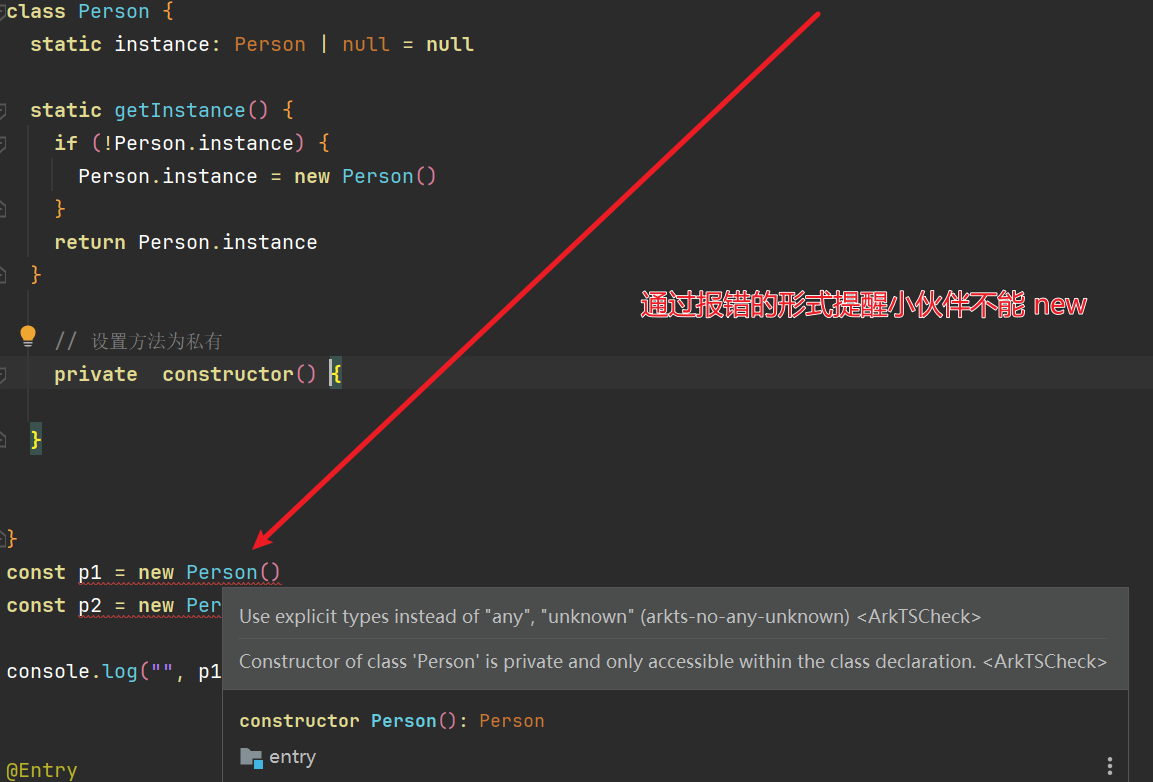 class Person {
static instance: Person | null = null
static getInstance() {
if (!Person.instance) {
Person.instance = new Person()
}
return Person.instance
}
通过报错的形式提醒小伙伴不能 new
// 设置方法为私有
private  constructor() {
}
}
const p1 = new Person()
const p2 = new Per
Use explicit types instead of "any", "unknown" (arkts-no-any-unknown) <ArkTSCheck>
console.log("", p1
Constructor of class 'Person' is private and only accessible within the class declaration. <ArkTSCheck>
constructor Person(): Person
entry
@Entry